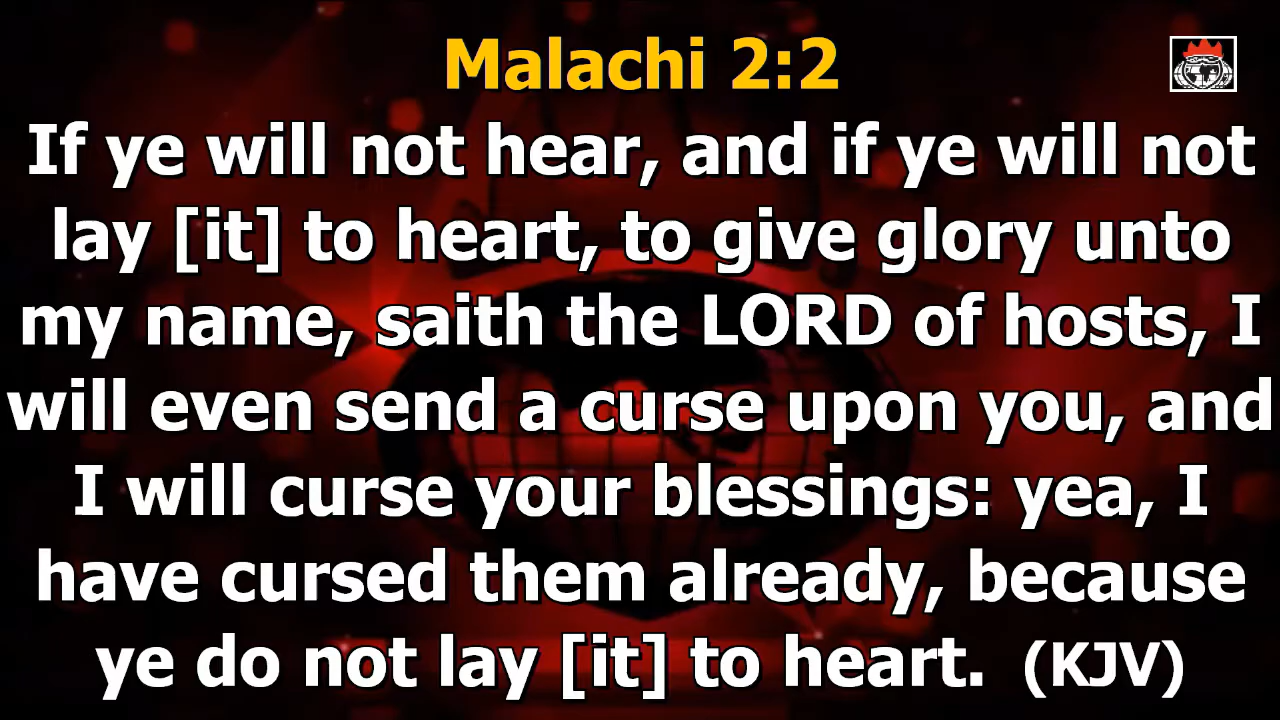 Malachi 2:2
If ye will not hear, and if ye will not
lay [it] to heart, to give glory unto
my name, saith the LORD of hosts, I
will even send a curse upon you, and
I will curse your blessings: yea, I
have cursed them already, because
ye do not lay [it] to heart. (KJV)